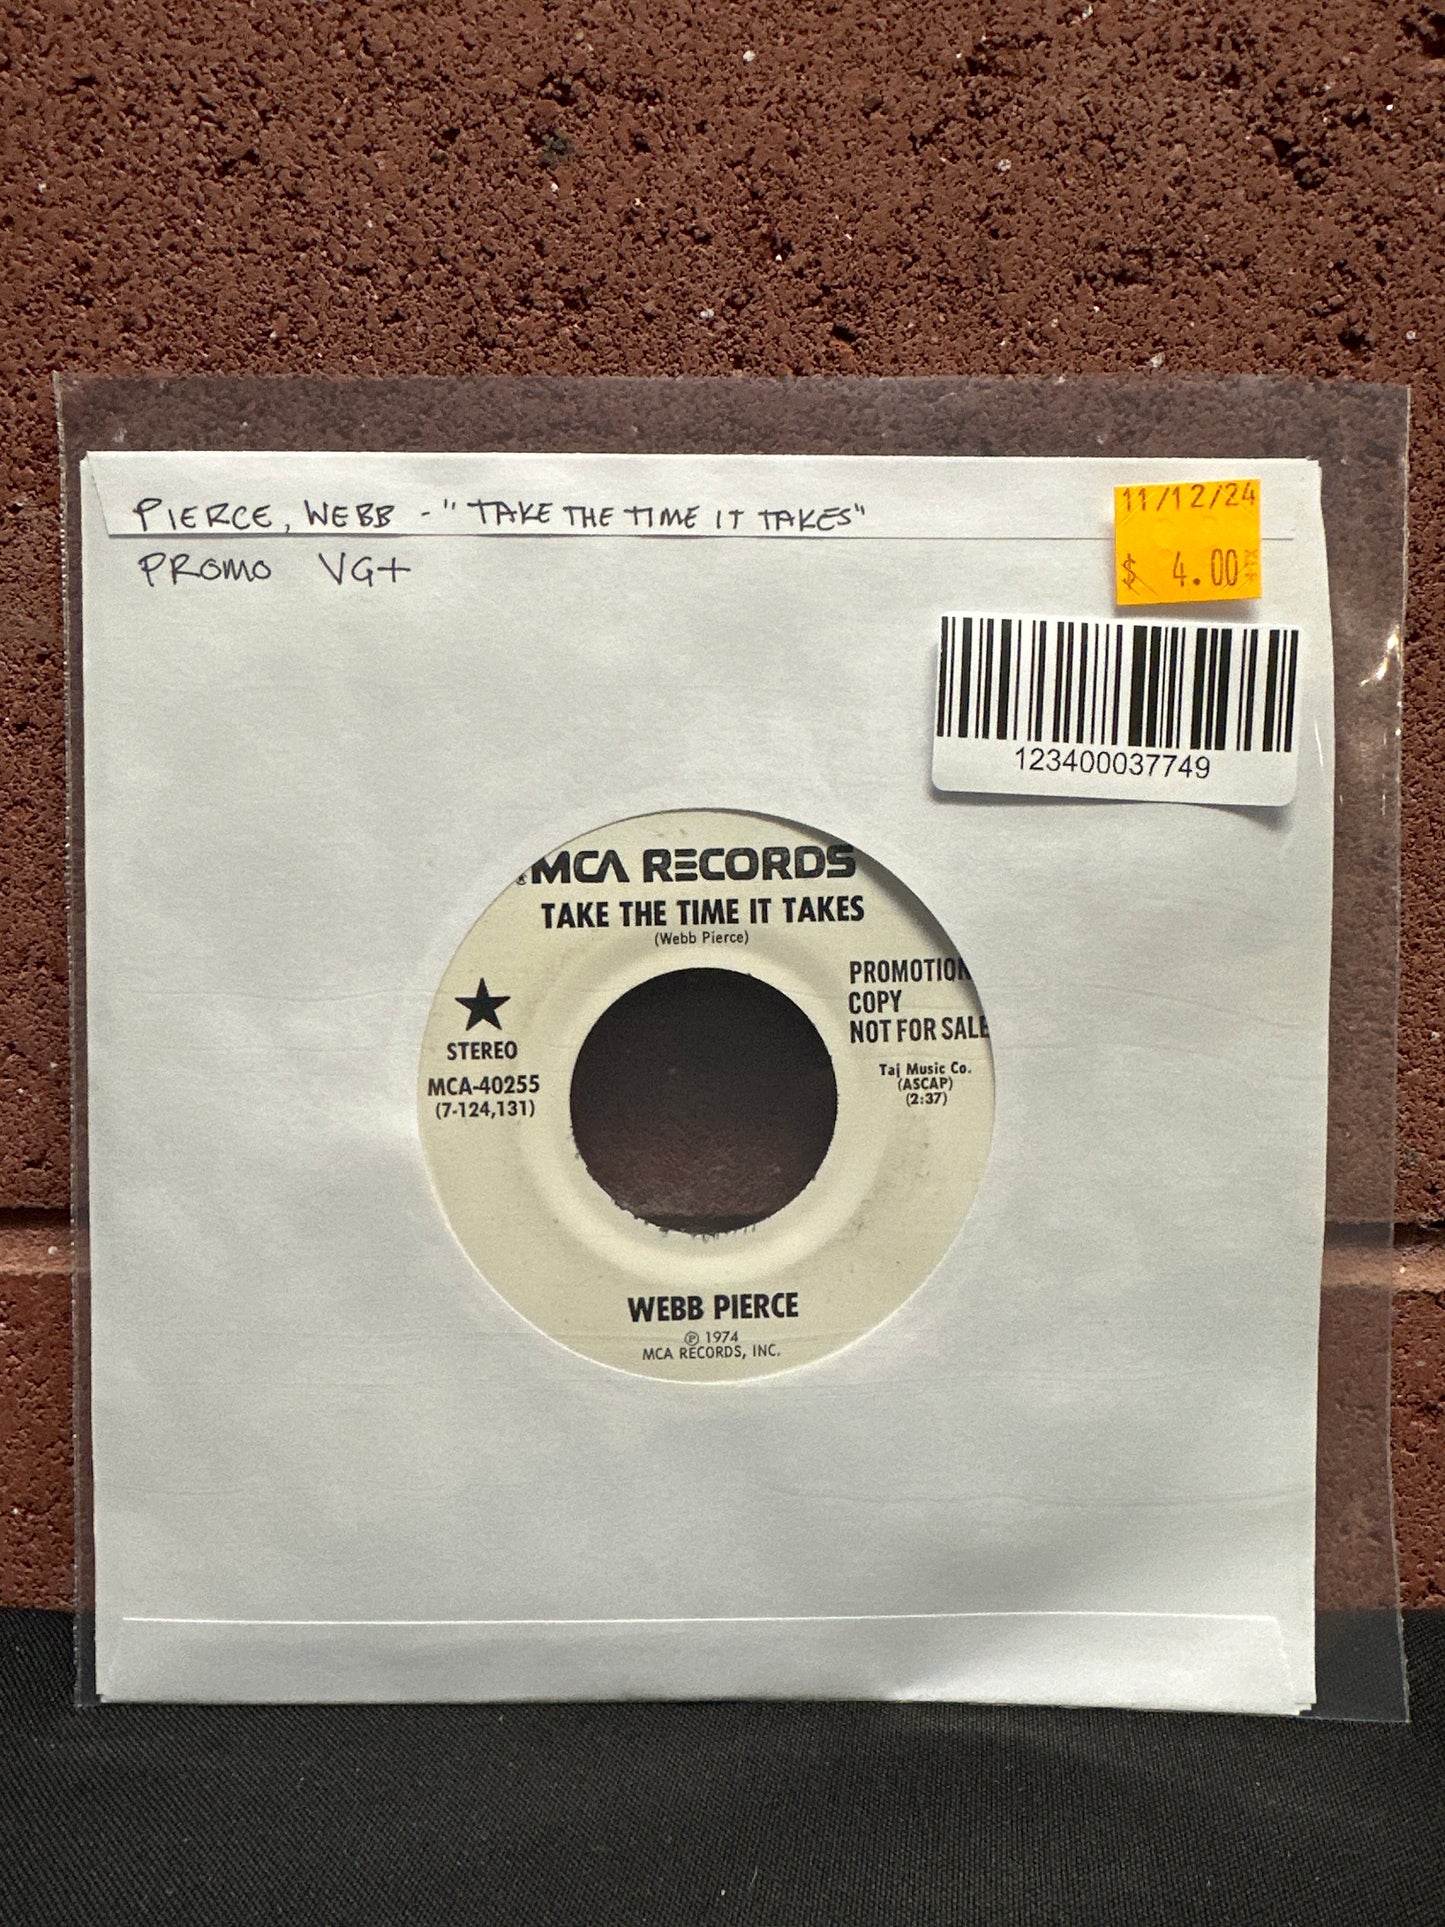 PIERCE, WEBB - "TAKE THE TIME IT TAKES"
PROMO VG+
11/12/24
$ 4.00
123400037749
MCA RECORDS
TAKE THE TIME IT TAKES
(Webb Pierce)
PROMOTION
COPY
NOT FOR SALE
STEREO
MCA-40255
(7-124,131)
Taj Music Co.
(ASCAP)
(2:37)
WEBB PIERCE
℗ 1974
MCA RECORDS, INC.